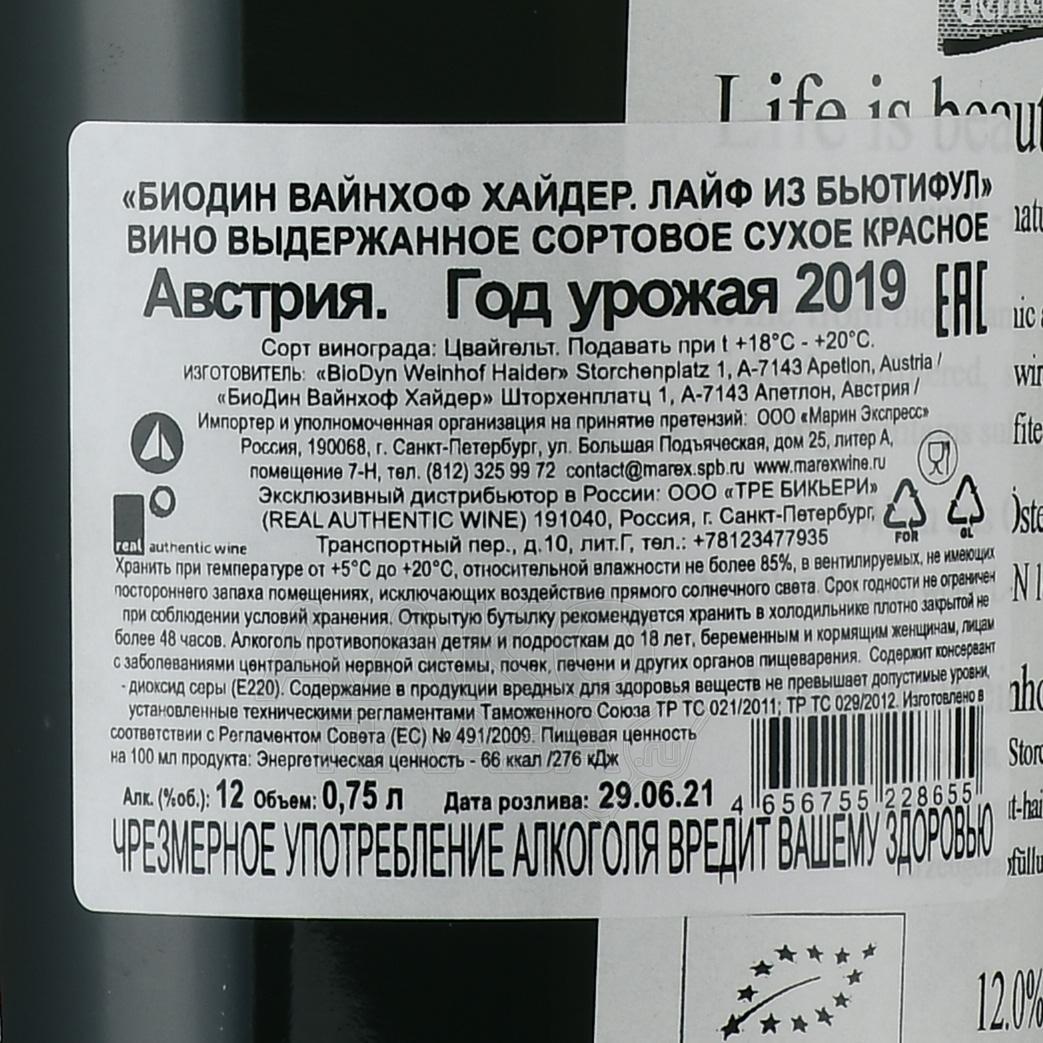 Life is
«БИОДИН ВАЙНХОФ ХАЙДЕР. ЛАЙФ ИЗ БЬЮТИФУЛ»
ВИНО ВЫДЕРЖАННОЕ СОРТОВОЕ СУХОЕ КРАСНОЕ
Австрия. Год урожая 2019 EAC
Сорт винограда: Цвайгельт. Подавать при t +18°C - +20°C.
ИЗГОТОВИТЕЛЬ: «BioDyn Weinhof Haider» Storchenplatz 1, A-7143 Apetlon, Austria /
«БиоДин Вайнхоф Хайдер» Шторхенплатц 1, А-7143 Апетлон, Австрия /
Импортер и уполномоченная организация на принятие претензий: ООО «Марин Экспресс»
Россия, 190068, г. Санкт-Петербург, ул. Большая Подъяческая, дом 25, литер А,
помещение 7-Н, тел. (812) 325 99 72 contact@marex.spb.ru www.marexwine.ru
Эксклюзивный дистрибьютор в России: ООО «ТРЕ БИКЬЕРИ»
(REAL AUTHENTIC WINE) 191040, Россия, г. Санкт-Петербург,
Транспортный пер., д.10, лит.Г, тел.: +78123477935
real authentic wine
FOR
GL
Хранить при температуре от +5°C до +20°C, относительной влажности не более 85%, в вентилируемых, не имеющих
постороннего запаха помещениях, исключающих воздействие прямого солнечного света. Срок годности не ограничен
при соблюдении условий хранения. Открытую бутылку рекомендуется хранить в холодильнике плотно закрытой не
более 48 часов. Алкоголь противопоказан детям и подросткам до 18 лет, беременным и кормящим женщинам, лицам
с заболеваниями центральной нервной системы, почек, печени и других органов пищеварения. Содержит консервант
- диоксид серы (Е220). Содержание в продукции вредных для здоровья веществ не превышает допустимые уровни,
установленные техническими регламентами Таможенного Союза ТР ТС 021/2011; ТР ТС 029/2012. Изготовлено в
соответствии с Регламентом Совета (ЕС) № 491/2009. Пищевая ценность
на 100 мл продукта: Энергетическая ценность - 66 ккал /276 кДж
Алк. (%об.): 12 Объем: 0,75 л Дата розлива: 29.06.21
4 656755 228655
ЧРЕЗМЕРНОЕ УПОТРЕБЛЕНИЕ АЛКОГОЛЯ ВРЕДИТ ВАШЕМУ ЗДОРОВЬЮ
12.0%